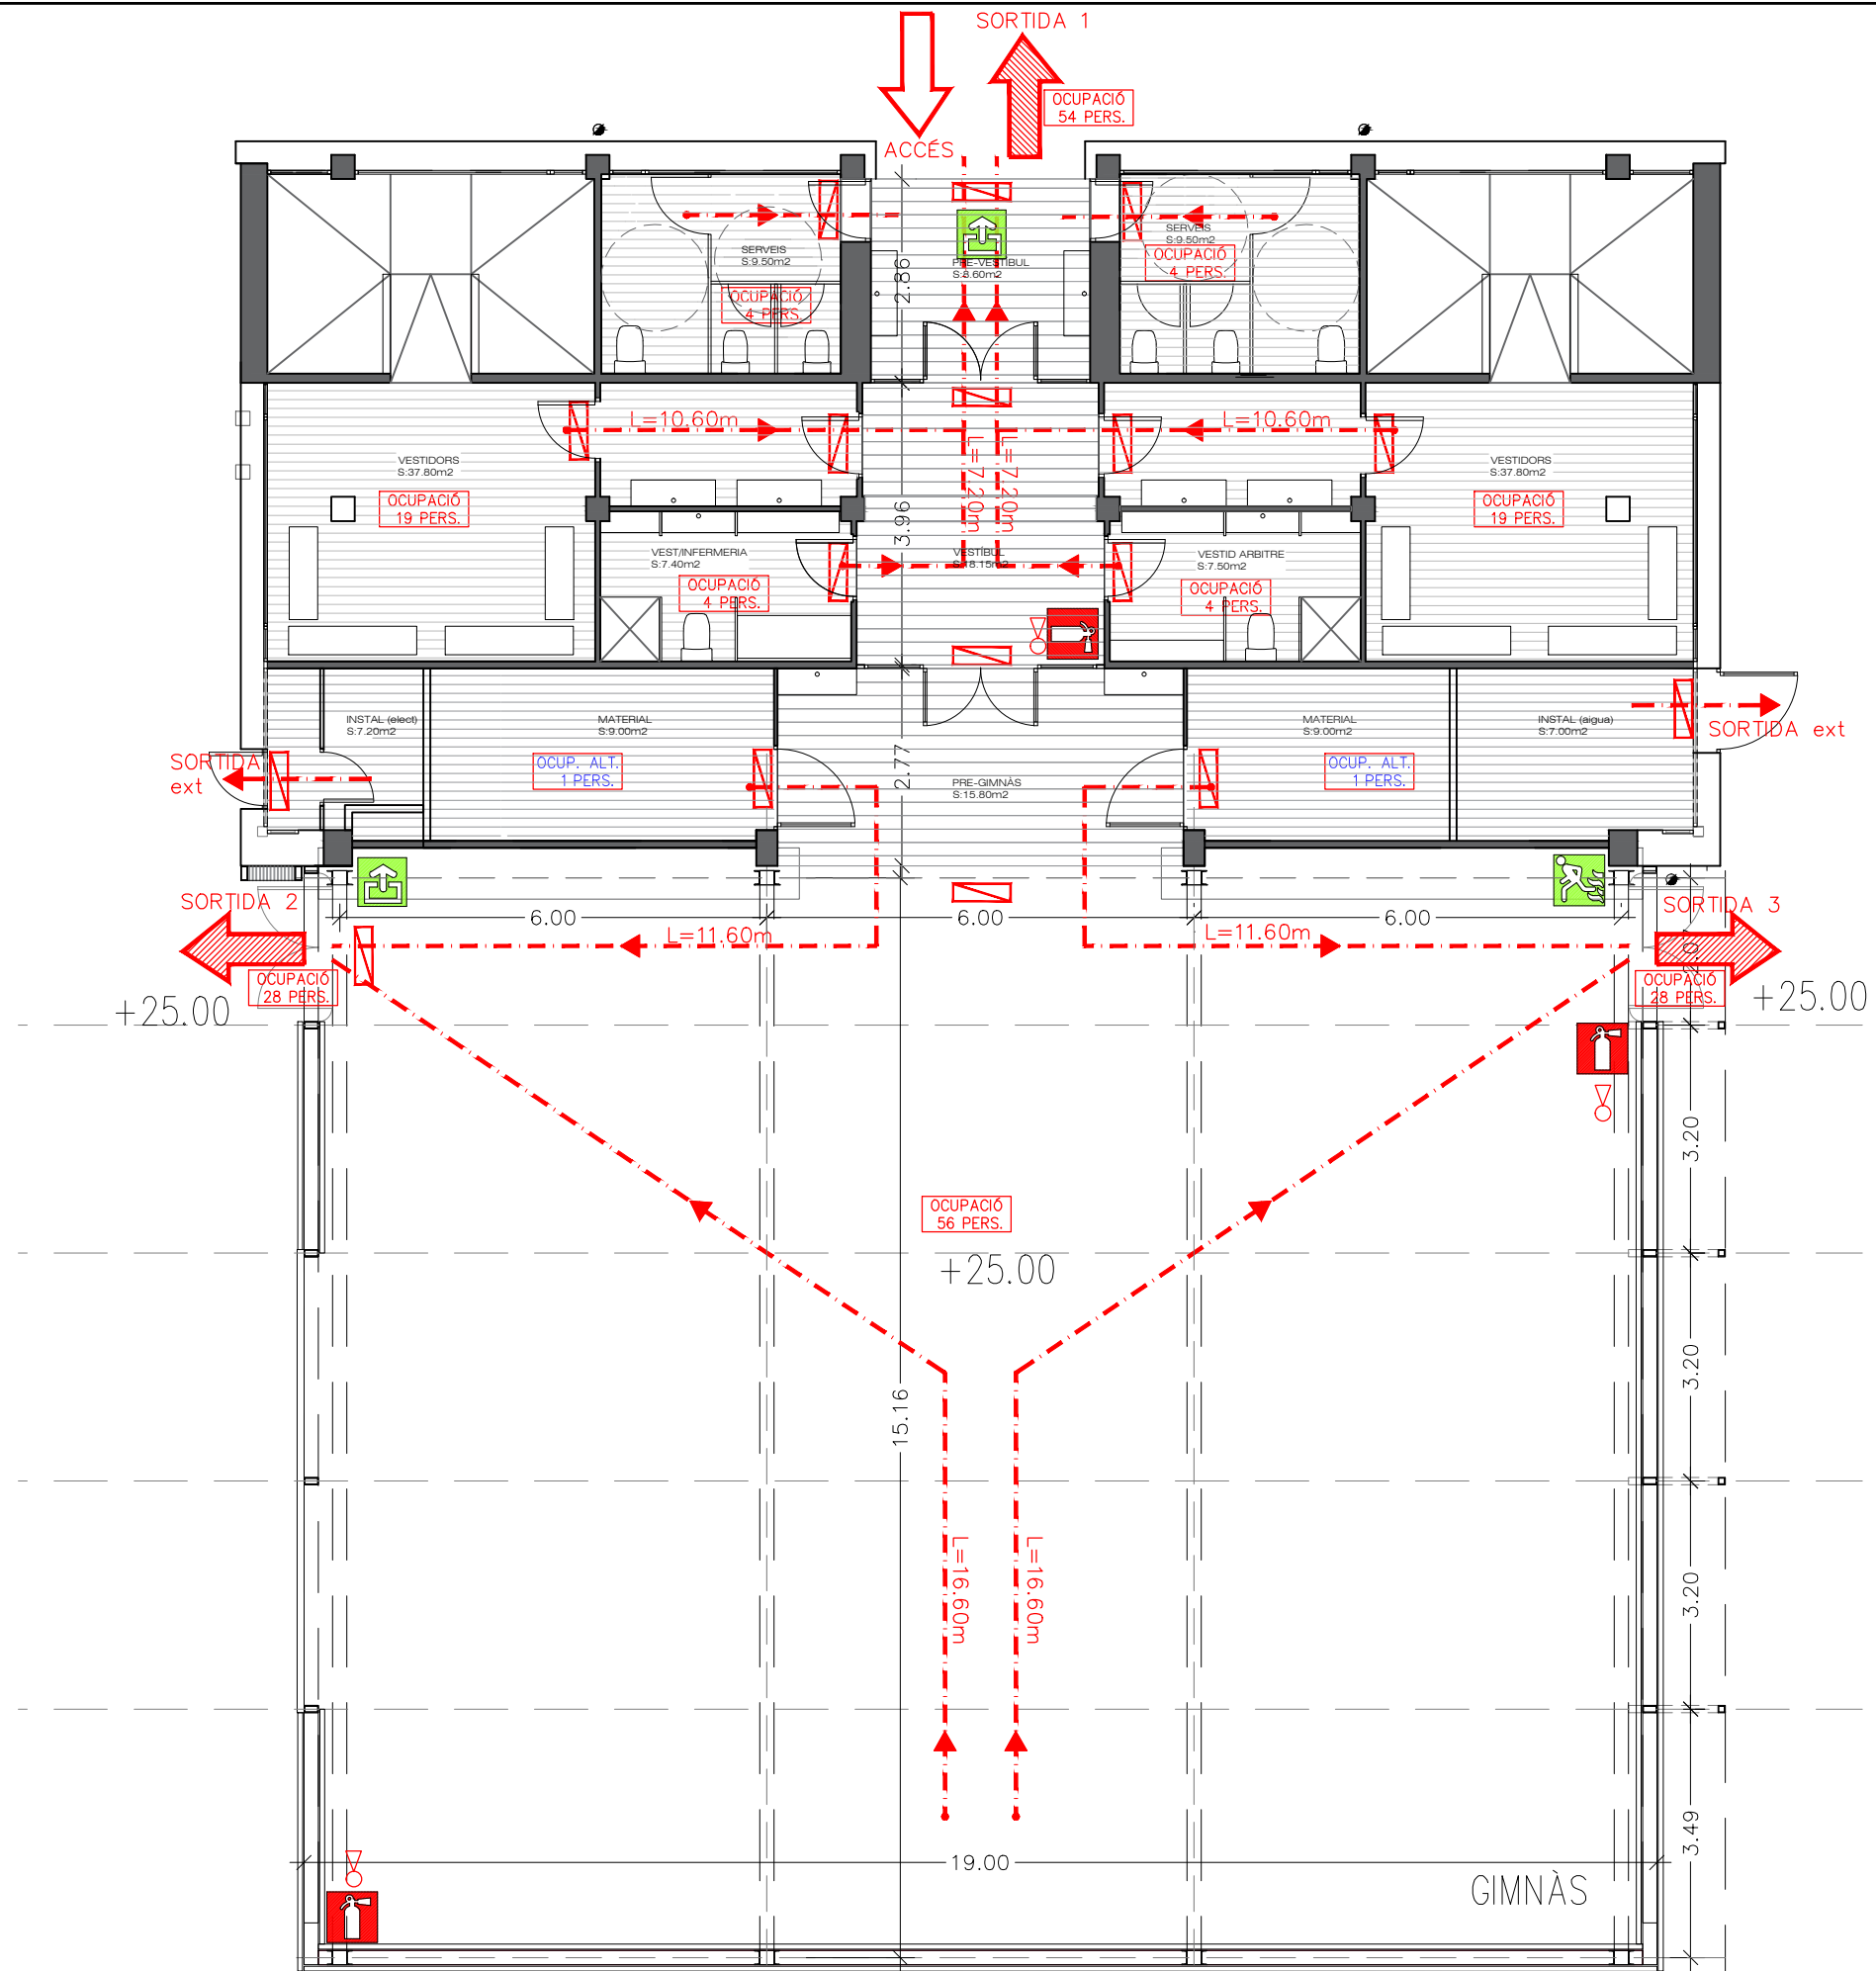 SORTIDA 1
OCUPACIÓ
54 PERS.
ACCÉS
SERVEIS
S:9.50m2
OCUPACIÓ
4 PERS.
PRE-VESTÍBUL
S:8.60m2
2.86
SERVEIS
S:9.50m2
OCUPACIÓ
4 PERS.
L=10.60m
L=10.60m
L=7.20m
L=7.20m
VESTIDORS
S:37.80m2
OCUPACIÓ
19 PERS.
VESTIDORS
S:37.80m2
OCUPACIÓ
19 PERS.
3.96
VEST/INFERMERIA
S:7.40m2
OCUPACIÓ
4 PERS.
VESTÍBUL
S:18.15m2
VESTID ARBITRE
S:7.50m2
OCUPACIÓ
4 PERS.
INSTAL (elect)
S:7.20m2
MATERIAL
S:9.00m2
OCUP. ALT.
1 PERS.
2.77
PRE-GIMNÀS
S:15.80m2
MATERIAL
S:9.00m2
OCUP. ALT.
1 PERS.
INSTAL (aigua)
S:7.00m2
SORTIDA ext
SORTIDA
ext
SORTIDA 2
6.00
6.00
6.00
SORTIDA 3
L=11.60m
L=11.60m
OCUPACIÓ
28 PERS.
OCUPACIÓ
28 PERS.
+25.00
+25.00
3.20
OCUPACIÓ
56 PERS.
+25.00
3.20
15.16
L=16.60m
L=16.60m
3.20
3.49
19.00
GIMNÀS